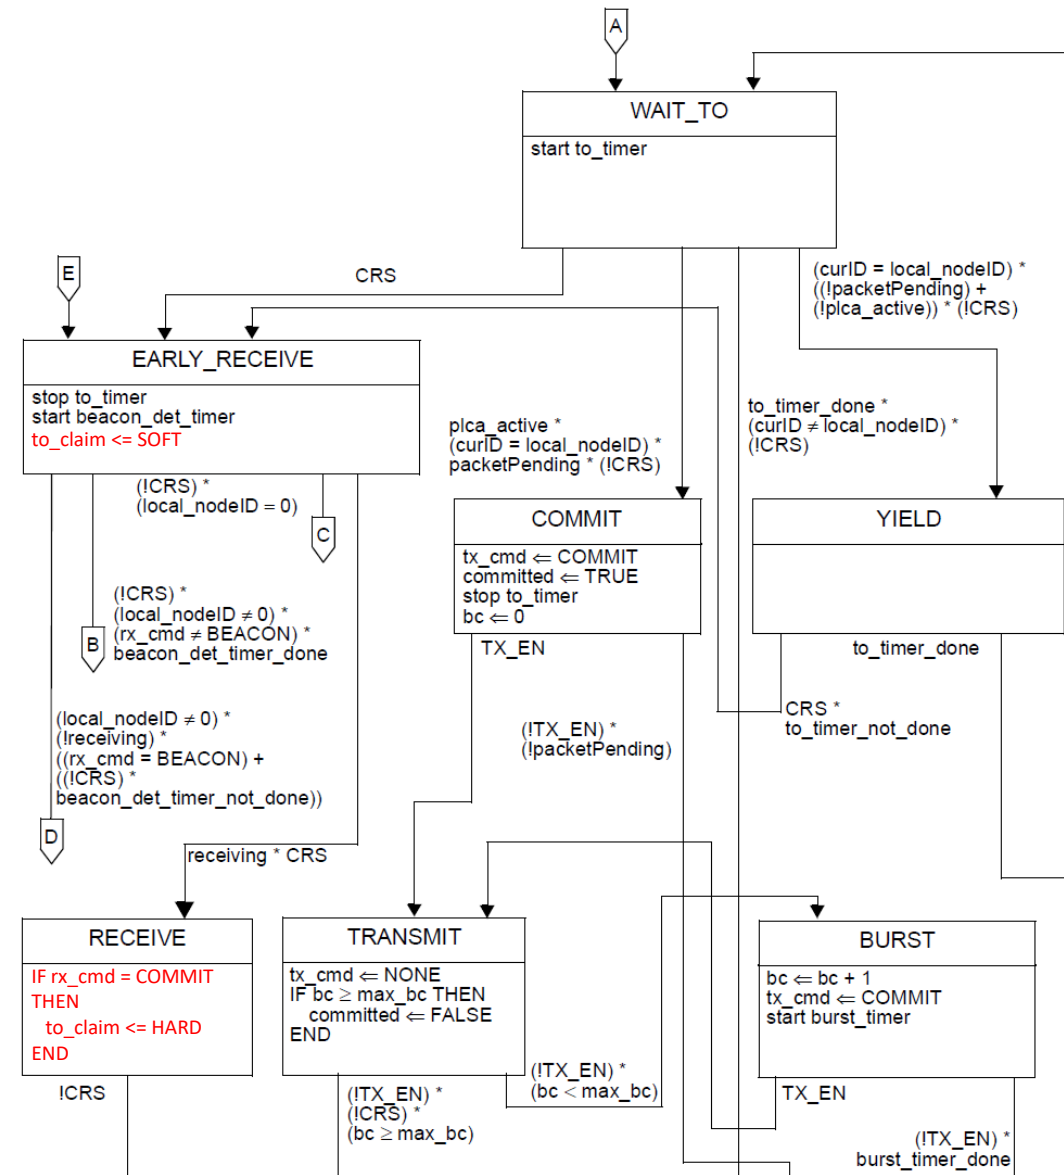 A
WAIT_TO
start to_timer
E
CRS
(curID = local_nodeID) *
((!packetPending) +
(!plca_active)) * (!CRS)
EARLY_RECEIVE
stop to_timer
start beacon_det_timer
to_claim <= SOFT
plca_active *
(curID = local_nodeID) *
packetPending * (!CRS)
to_timer_done *
(curID ≠ local_nodeID) *
(!CRS)
(!CRS) *
(local_nodeID = 0)
C
COMMIT
tx_cmd ⇐ COMMIT
committed ⇐ TRUE
stop to_timer
bc ⇐ 0
YIELD
(!CRS) *
(local_nodeID ≠ 0) *
(rx_cmd ≠ BEACON) *
beacon_det_timer_done
B
TX_EN
to_timer_done
(!TX_EN) *
(!packetPending)
CRS *
to_timer_not_done
(local_nodeID ≠ 0) *
(!receiving) *
((rx_cmd = BEACON) +
((!CRS) *
beacon_det_timer_not_done))
D
receiving * CRS
RECEIVE
IF rx_cmd = COMMIT
THEN
to_claim <= HARD
END
TRANSMIT
tx_cmd ⇐ NONE
IF bc ≥ max_bc THEN
committed ⇐ FALSE
END
BURST
bc ⇐ bc + 1
tx_cmd ⇐ COMMIT
start burst_timer
!CRS
(!TX_EN) *
(!CRS) *
(bc ≥ max_bc)
(!TX_EN) *
(bc < max_bc)
TX_EN
(!TX_EN) *
burst_timer_done